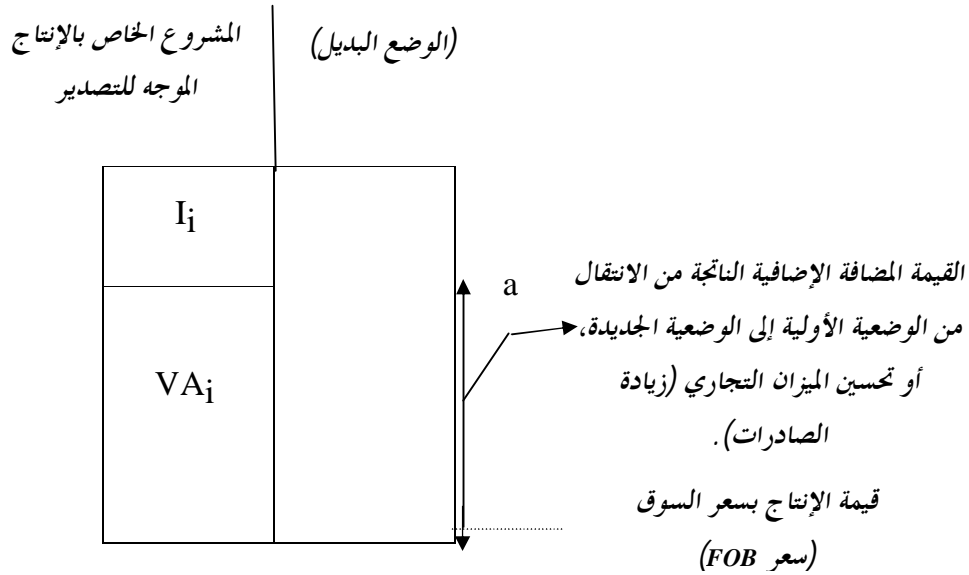 المشروع الخاص بالإنتاج
الموجه للتصدير
(الوضع البديل)
Ii
VAi
a
القيمة المضافة الإضافية الناتجة من الانتقال
من الوضعية الأولية إلى الوضعية الجديدة،
أو تحسين الميزان التجاري (زيادة
الصادرات).
قيمة الإنتاج بسعر السوق
(سعر FOB)